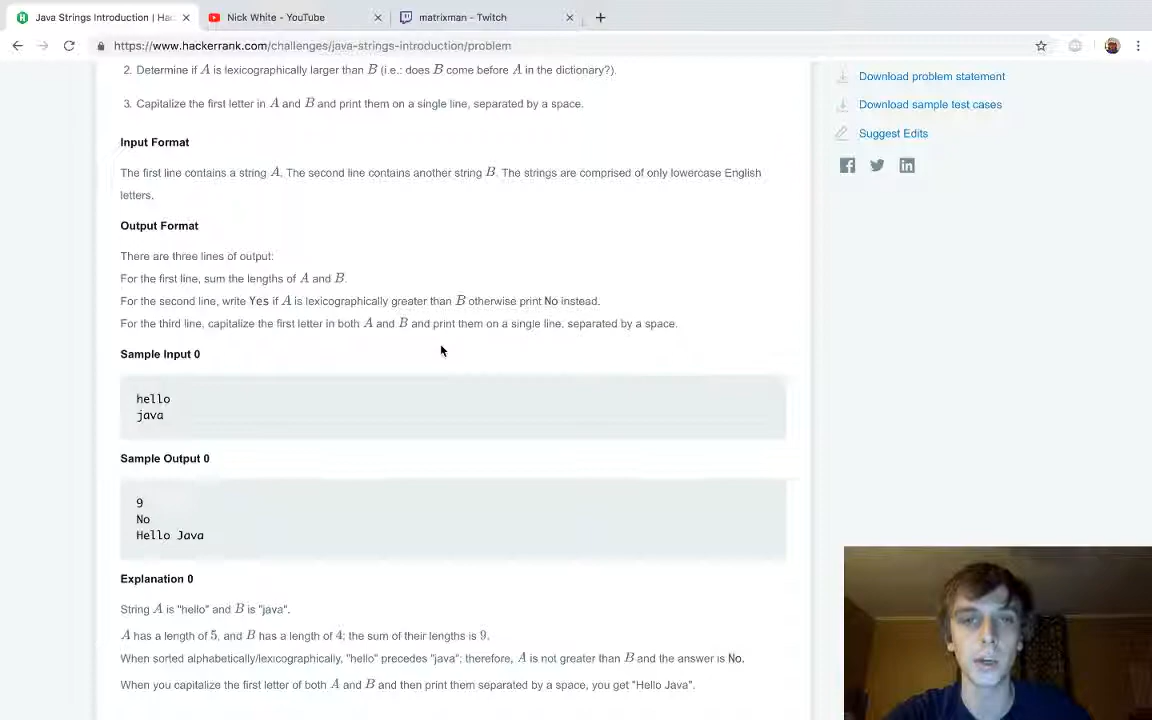 Java Strings Introduction | Hac
Nick White - YouTube
matrixman - Twitch
https://www.hackerrank.com/challenges/java-strings-introduction/problem
2. Determine if A is lexicographically larger than B (i.e.: does B come before A in the dictionary?).
3. Capitalize the first letter in A and B and print them on a single line, separated by a space.
Input Format
The first line contains a string A. The second line contains another string B. The strings are comprised of only lowercase English
letters.
Output Format
There are three lines of output:
For the first line, sum the lengths of A and B.
For the second line, write Yes if A is lexicographically greater than B otherwise print No instead.
For the third line, capitalize the first letter in both A and B and print them on a single line, separated by a space.
Sample Input 0
hello
java
Sample Output 0
9
No
Hello Java
Explanation 0
String A is "hello" and B is "java".
A has a length of 5, and B has a length of 4; the sum of their lengths is 9.
When sorted alphabetically/lexicographically, "hello" precedes "java"; therefore, A is not greater than B and the answer is No.
When you capitalize the first letter of both A and B and then print them separated by a space, you get "Hello Java".
Download problem statement
Download sample test cases
Suggest Edits